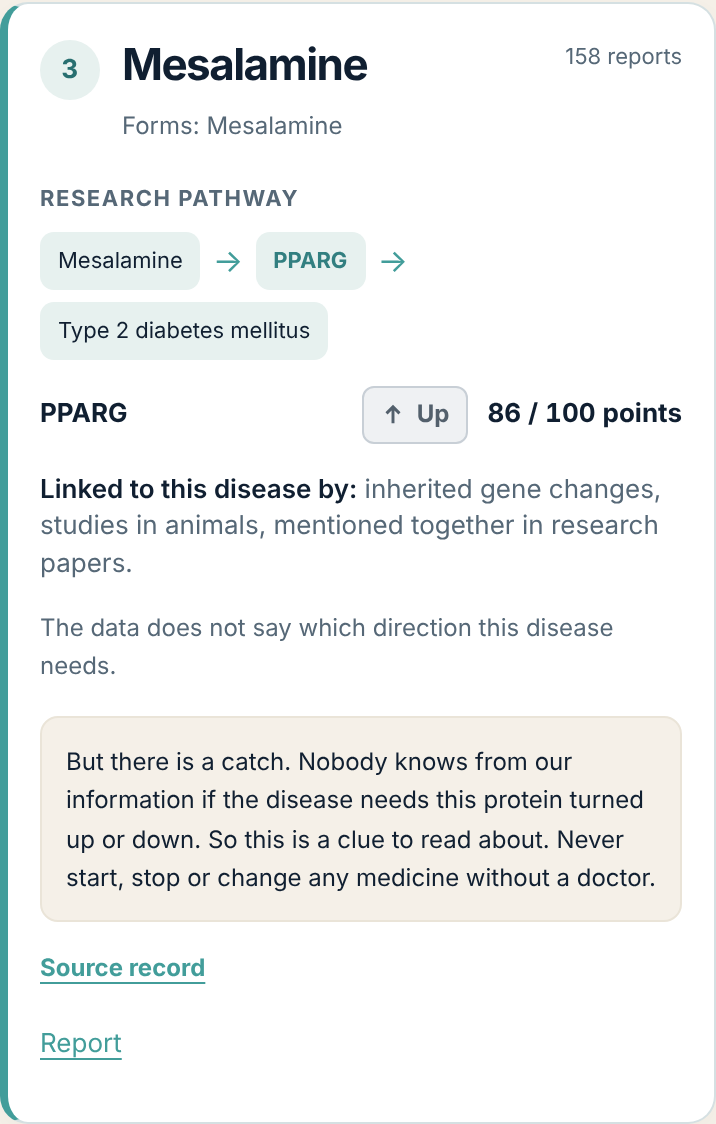 3
Mesalamine
158 reports
Forms: Mesalamine
RESEARCH PATHWAY
Mesalamine → PPARG →
Type 2 diabetes mellitus
PPARG
↑ Up
86 / 100 points
Linked to this disease by: inherited gene changes,
studies in animals, mentioned together in research
papers.
The data does not say which direction this disease
needs.
But there is a catch. Nobody knows from our
information if the disease needs this protein turned
up or down. So this is a clue to read about. Never
start, stop or change any medicine without a doctor.
Source record
Report